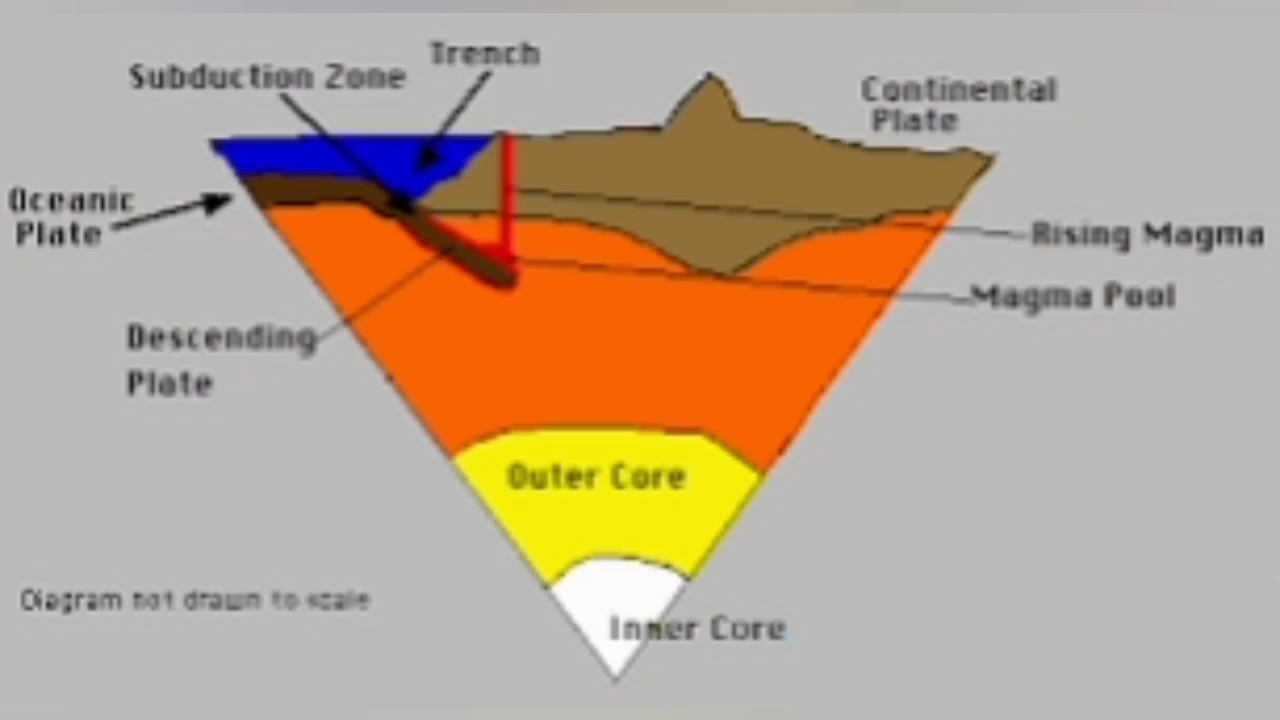 Trench
Subduction Zone
Continental
Plate
Oceanic
Plate
Rising Magma
Magma Pool
Descending
Plate
Outer Core
Diagram not drawn to scale
Inner Core